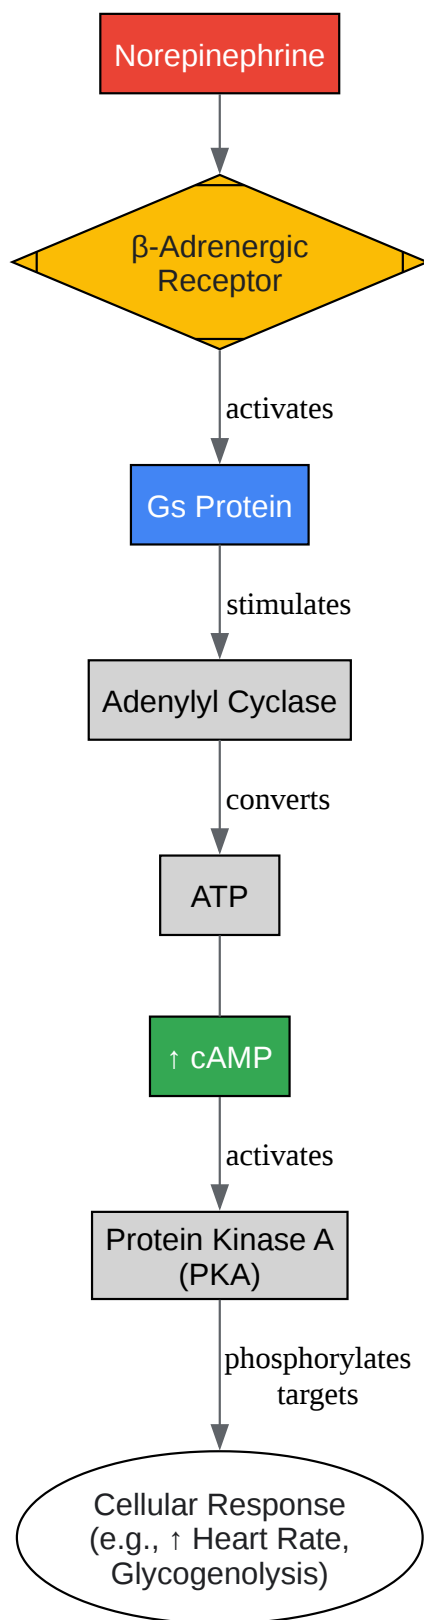 Norepinephrine
β-Adrenergic
Receptor
activates
Gs Protein
stimulates
Adenylyl Cyclase
converts
ATP
↑ cAMP
activates
Protein Kinase A
(PKA)
phosphorylates
targets
Cellular Response
(e.g., ↑ Heart Rate,
Glycogenolysis)